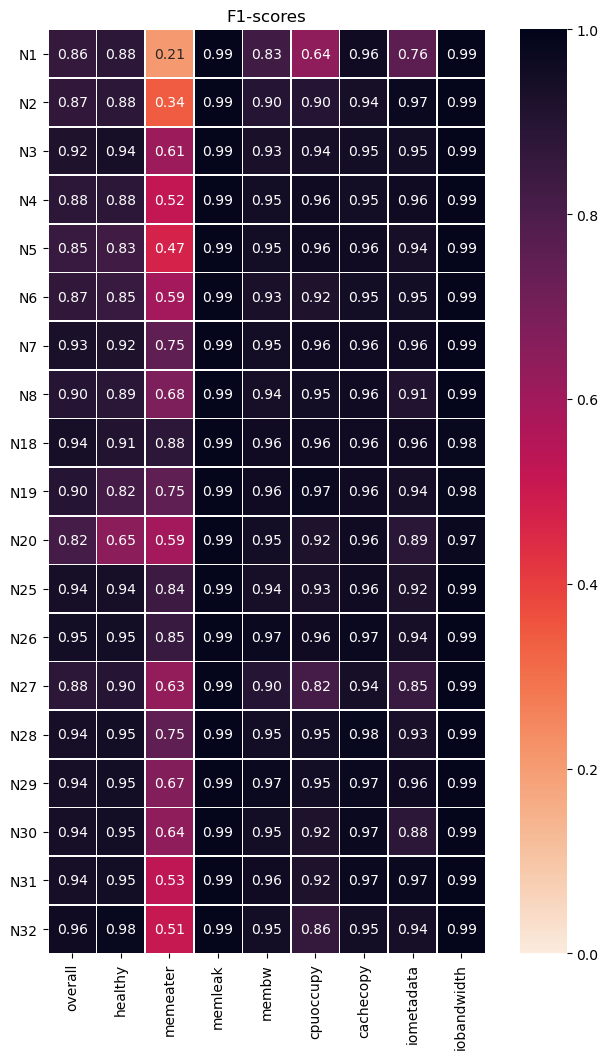 F1-scores
N1 0.86 0.88 0.21 0.99 0.83 0.64 0.96 0.76 0.99
N2 0.87 0.88 0.34 0.99 0.90 0.90 0.94 0.97 0.99
N3 0.92 0.94 0.61 0.99 0.93 0.94 0.95 0.95 0.99
N4 0.88 0.88 0.52 0.99 0.95 0.96 0.95 0.96 0.99
N5 0.85 0.83 0.47 0.99 0.95 0.96 0.96 0.94 0.99
N6 0.87 0.85 0.59 0.99 0.93 0.92 0.95 0.95 0.99
N7 0.93 0.92 0.75 0.99 0.95 0.96 0.96 0.96 0.99
N8 0.90 0.89 0.68 0.99 0.94 0.95 0.96 0.91 0.99
N18 0.94 0.91 0.88 0.99 0.96 0.96 0.96 0.96 0.98
N19 0.90 0.82 0.75 0.99 0.96 0.97 0.96 0.94 0.98
N20 0.82 0.65 0.59 0.99 0.95 0.92 0.96 0.89 0.97
N25 0.94 0.94 0.84 0.99 0.94 0.93 0.96 0.92 0.99
N26 0.95 0.95 0.85 0.99 0.97 0.96 0.97 0.94 0.99
N27 0.88 0.90 0.63 0.99 0.90 0.82 0.94 0.85 0.99
N28 0.94 0.95 0.75 0.99 0.95 0.95 0.98 0.93 0.99
N29 0.94 0.95 0.67 0.99 0.97 0.95 0.97 0.96 0.99
N30 0.94 0.95 0.64 0.99 0.95 0.92 0.97 0.88 0.99
N31 0.94 0.95 0.53 0.99 0.96 0.92 0.97 0.97 0.99
N32 0.96 0.98 0.51 0.99 0.95 0.86 0.95 0.94 0.99
overall
healthy
memeater
memleak
membw
cpuoccupy
cachecopy
iometadata
iobandwidth
1.0
0.8
0.6
0.4
0.2
0.0